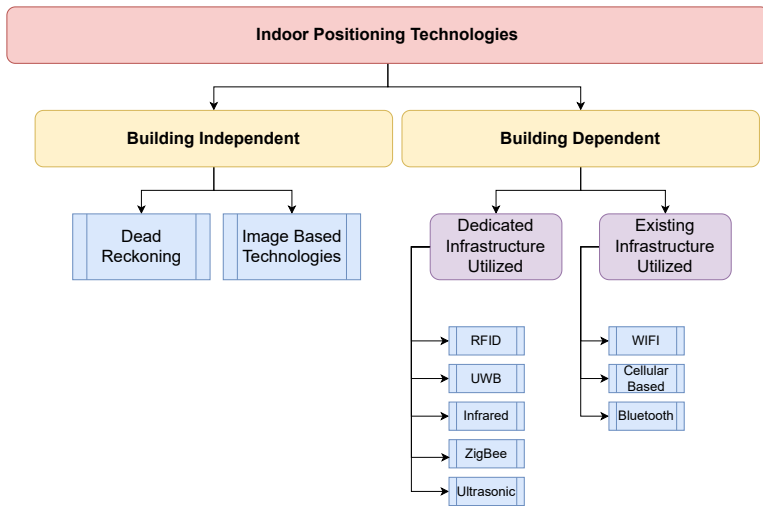 Indoor Positioning Technologies
Building Independent
Building Dependent
Dead
Reckoning
Image Based
Technologies
Dedicated
Infrastructure
Utilized
Existing
Infrastructure
Utilized
RFID
UWB
Infrared
ZigBee
Ultrasonic
WIFI
Cellular
Based
Bluetooth